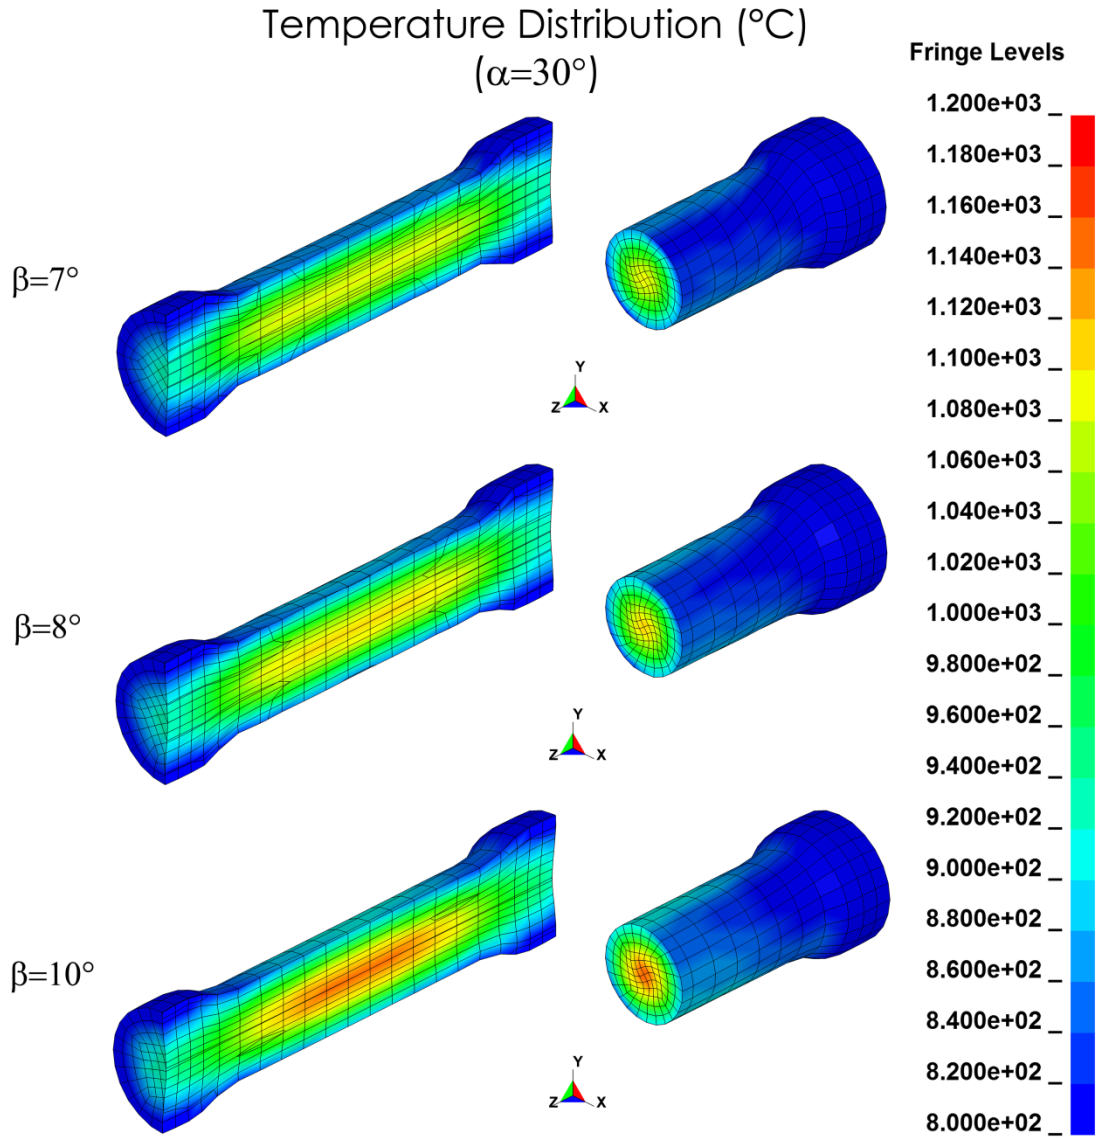 Temperature Distribution (°C)
(α=30°)
Fringe Levels
1.200e+03
1.180e+03
1.160e+03
1.140e+03
1.120e+03
1.100e+03
1.080e+03
1.060e+03
1.040e+03
1.020e+03
1.000e+03
9.800e+02
9.600e+02
9.400e+02
9.200e+02
9.000e+02
8.800e+02
8.600e+02
8.400e+02
8.200e+02
8.000e+02
β=7°
Y
Z X
β=8°
Y
Z X
β=10°
Y
Z X